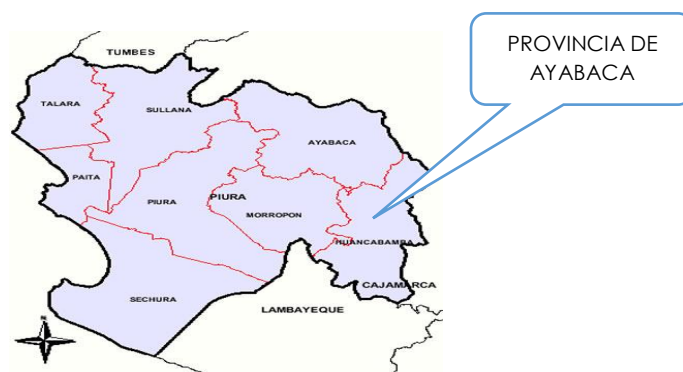 PROVINCIA DE
AYABACA
TUMBES
TALARA
SULLANA
AYABACA
PAITA
PIURA
PIURA
MORROPON
HUANCABAMBA
CAJAMARCA
SECHURA
LAMBAYEQUE
N